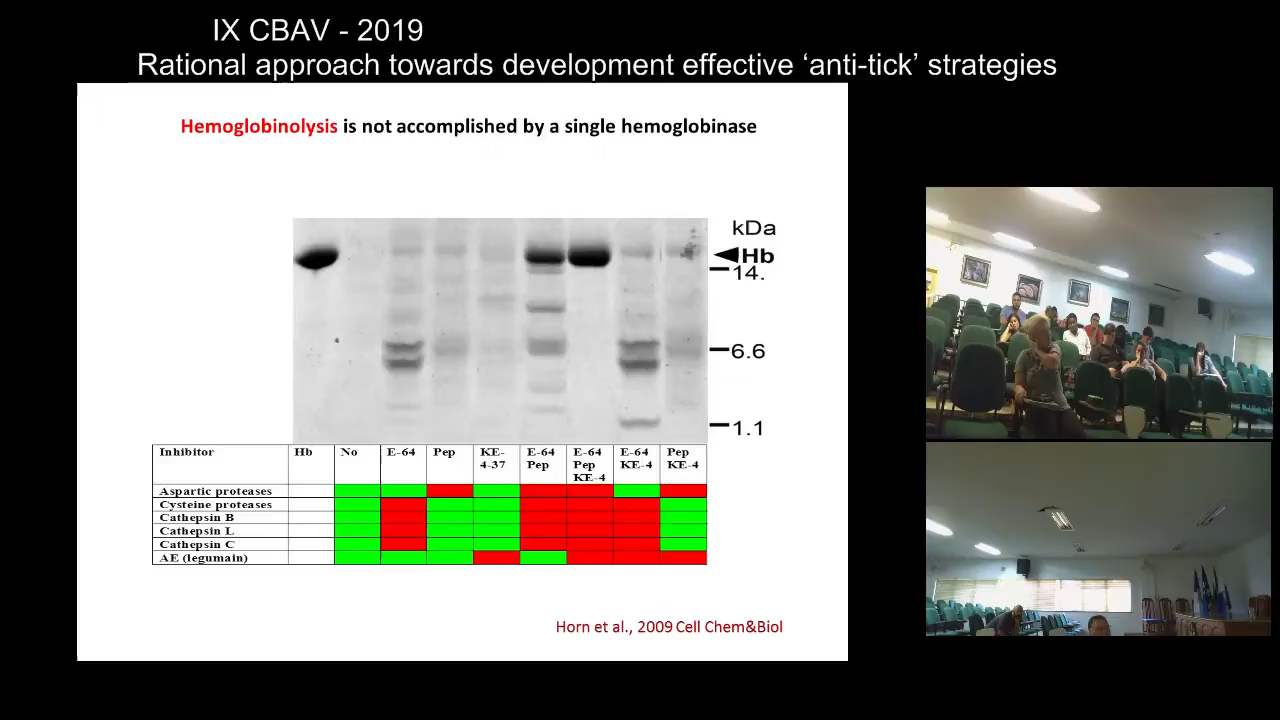 IX CBAV - 2019
Rational approach towards development effective ‘anti-tick’ strategies
Hemoglobinolysis is not accomplished by a single hemoglobinase
kDa
Hb
14.
6.6
1.1
Inhibitor Hb No E-64 Pep KE-4-37 E-64 Pep E-64 Pep KE-4 E-64 KE-4 Pep KE-4
Aspartic proteases
Cysteine proteases
Cathepsin B
Cathepsin L
Cathepsin C
AE (legumain)
Horn et al., 2009 Cell Chem&Biol